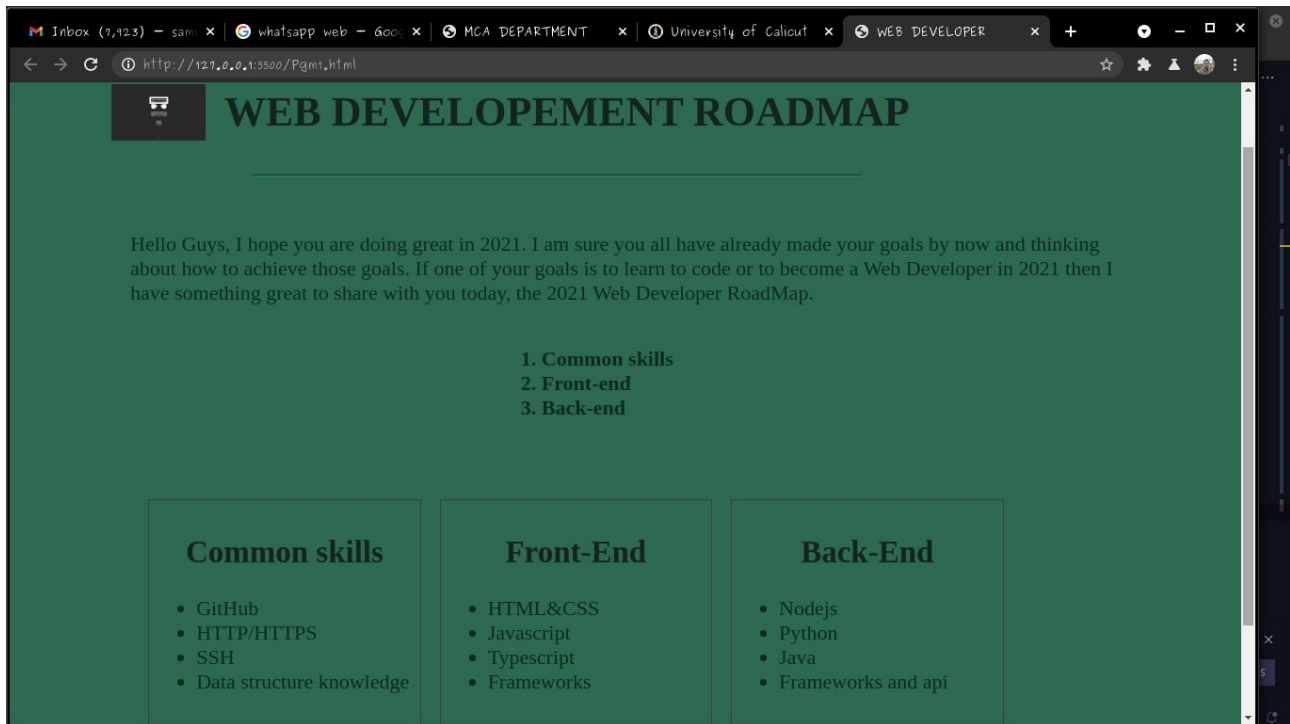 Inbox (7,923) – sam
whatsapp web – Goo
MCA DEPARTMENT
University of Calicut
WEB DEVELOPER
http://127.0.0.1:5500/Pgm1.html
WEB DEVELOPEMENT ROADMAP
Hello Guys, I hope you are doing great in 2021. I am sure you all have already made your goals by now and thinking
about how to achieve those goals. If one of your goals is to learn to code or to become a Web Developer in 2021 then I
have something great to share with you today, the 2021 Web Developer RoadMap.
1. Common skills
2. Front-end
3. Back-end
Common skills
• GitHub
• HTTP/HTTPS
• SSH
• Data structure knowledge
Front-End
• HTML&CSS
• Javascript
• Typescript
• Frameworks
Back-End
• Nodejs
• Python
• Java
• Frameworks and api